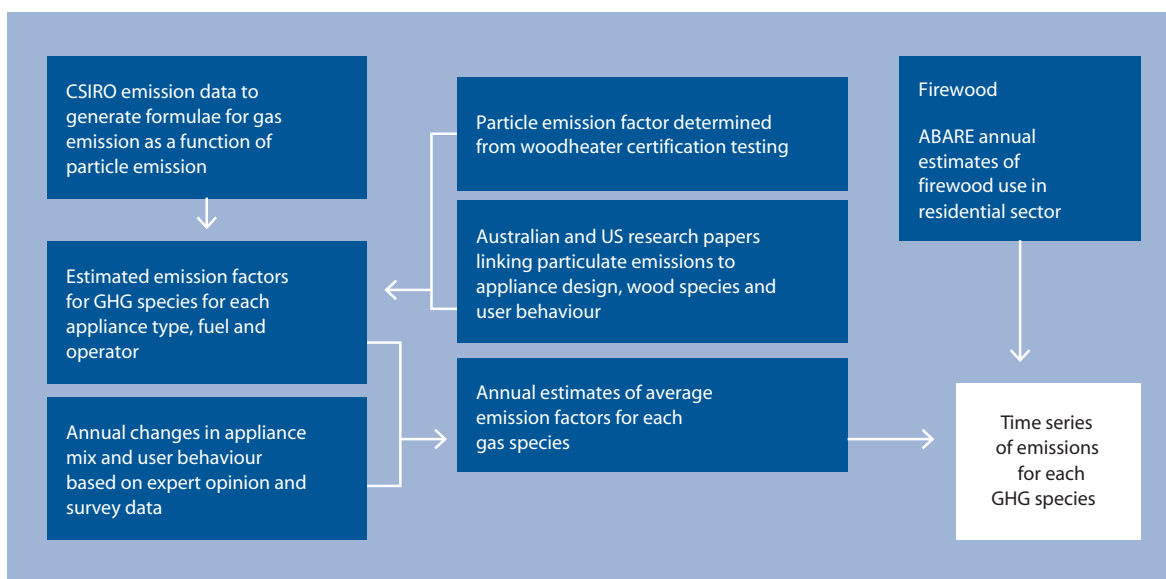 CSIRO emission data to
generate formulae for gas
emission as a function of
particle emission
Estimated emission factors
for GHG species for each
appliance type, fuel and
operator
Annual changes in appliance
mix and user behaviour
based on expert opinion and
survey data
Particle emission factor determined
from woodheater certification testing
Australian and US research papers
linking particulate emissions to
appliance design, wood species and
user behaviour
Annual estimates of average
emission factors for each
gas species
Firewood
ABARE annual
estimates of
firewood use in
residential sector
Time series
of emissions
for each
GHG species